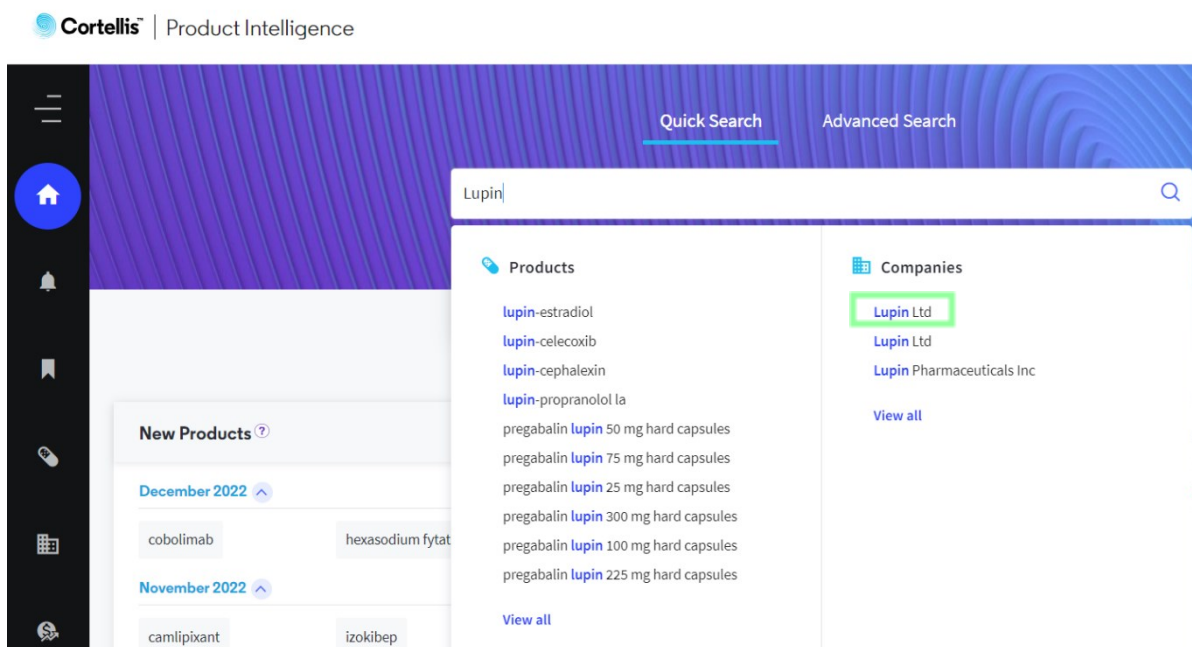 Cortellis™ | Product Intelligence
Quick Search
Advanced Search
Lupin
Products
lupin-estradiol
lupin-celecoxib
lupin-cephalexin
lupin-propranolol la
pregabalin lupin 50 mg hard capsules
pregabalin lupin 75 mg hard capsules
pregabalin lupin 25 mg hard capsules
pregabalin lupin 300 mg hard capsules
pregabalin lupin 100 mg hard capsules
pregabalin lupin 225 mg hard capsules
View all
Companies
Lupin Ltd
Lupin Ltd
Lupin Pharmaceuticals Inc
View all
New Products ?
December 2022
cobolimab
hexasodium fytat
November 2022
camlipixant
izokibep